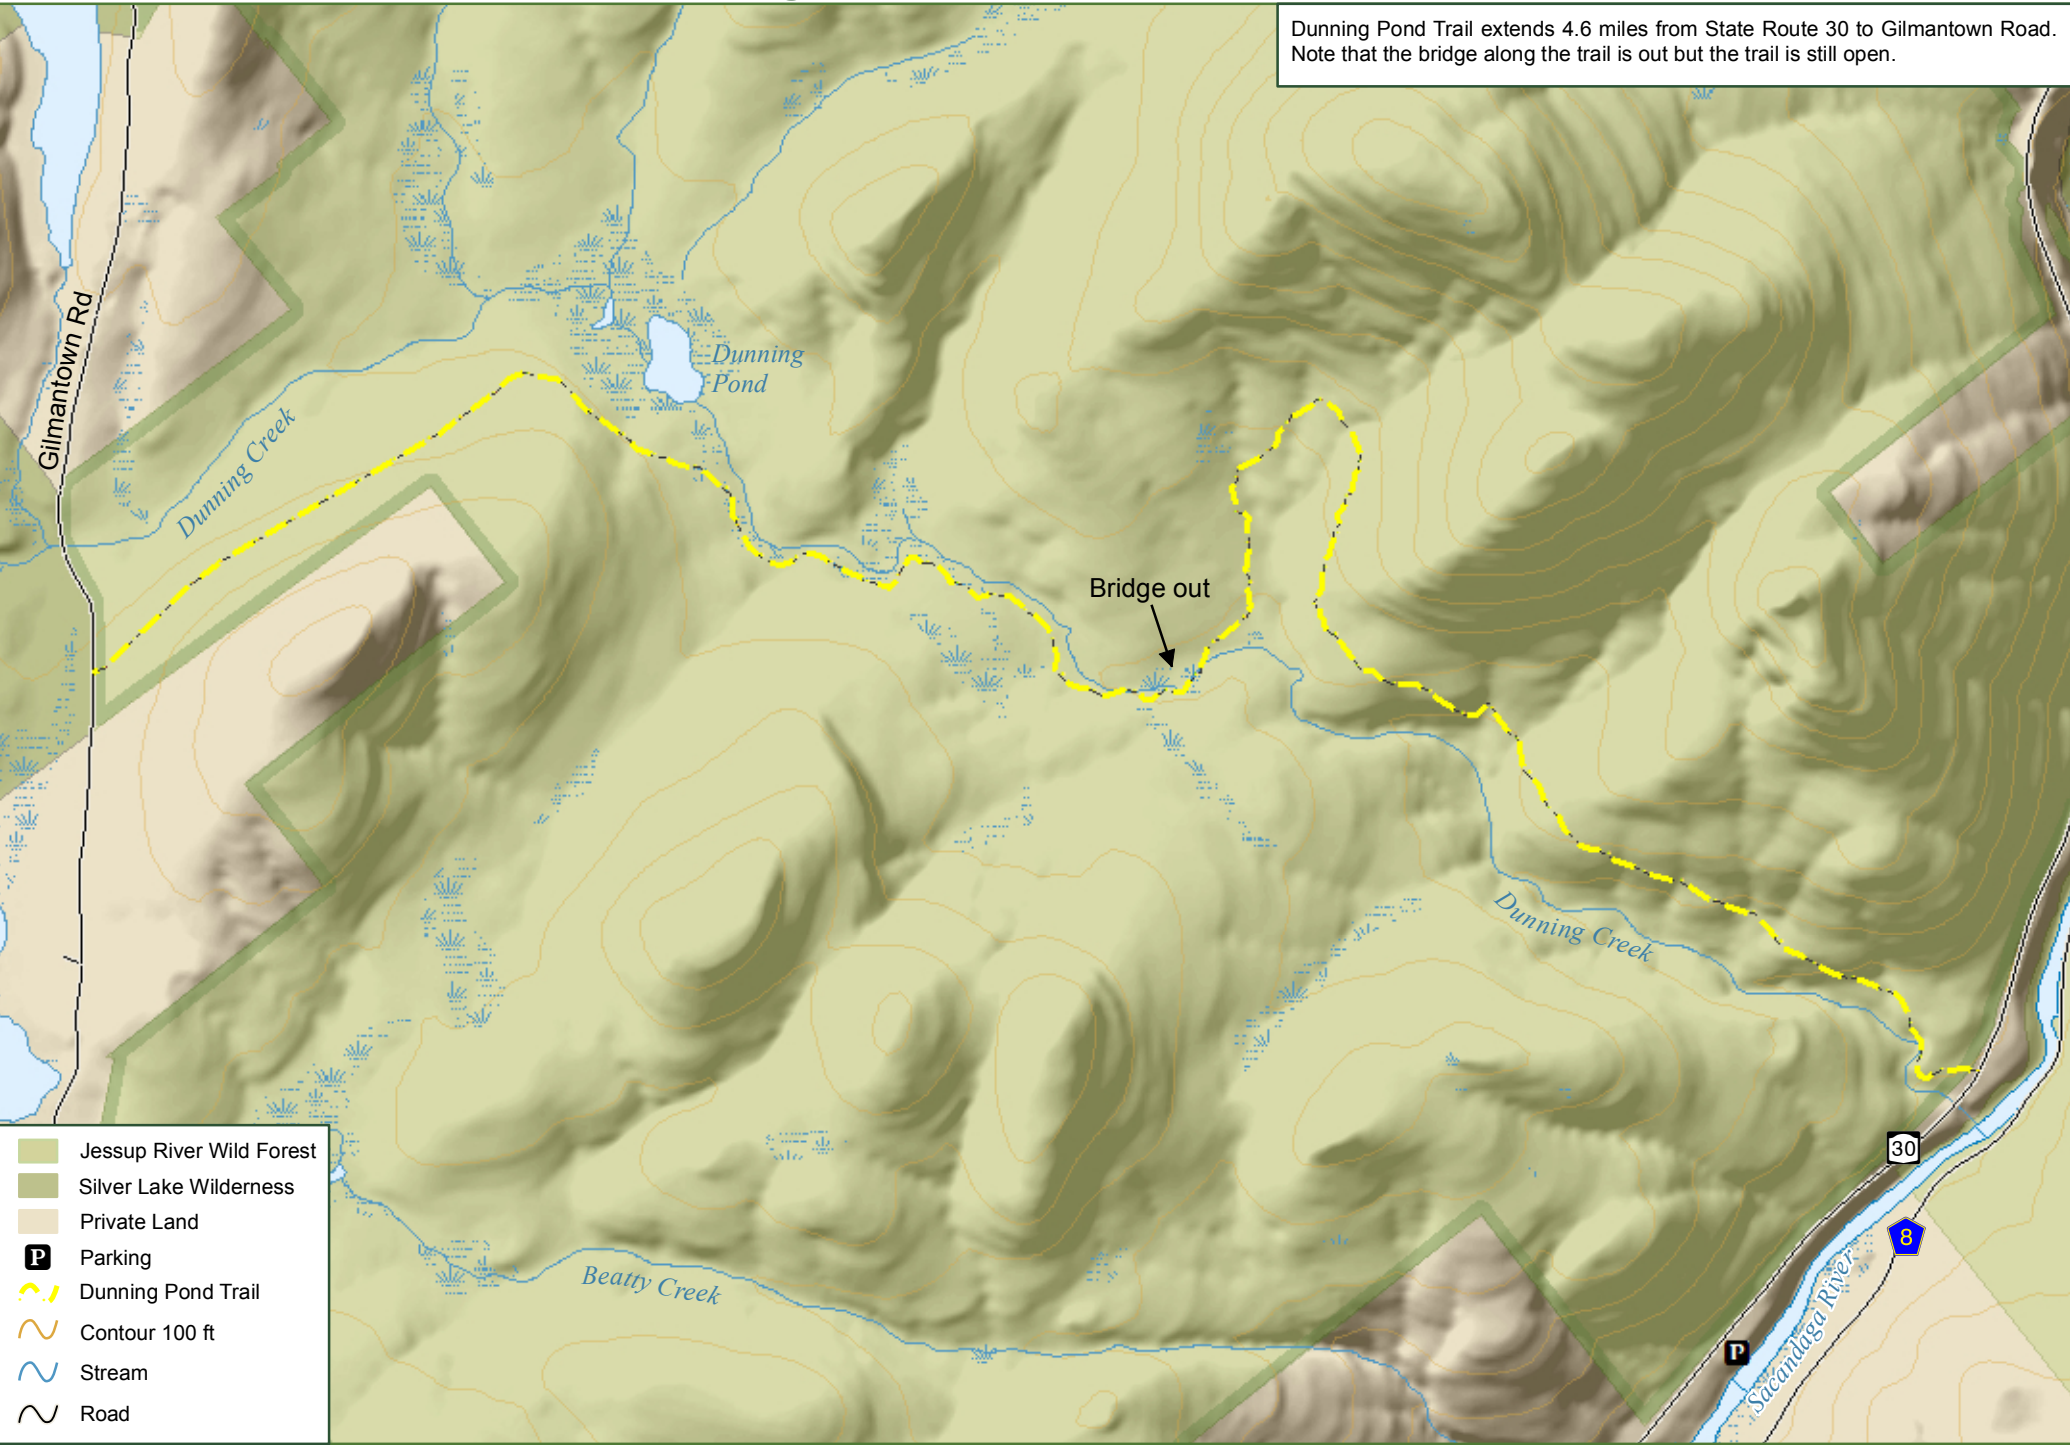 Dunning Pond Trail extends 4.6 miles from State Route 30 to Gilmantown Road.
Note that the bridge along the trail is out but the trail is still open.
Gilmantown Rd
Dunning
Pond
Dunning Creek
Bridge out
Dunning Creek
30
8
Sacandaga River
P
Beatty Creek
Jessup River Wild Forest
Silver Lake Wilderness
Private Land
P Parking
Dunning Pond Trail
Contour 100 ft
Stream
Road